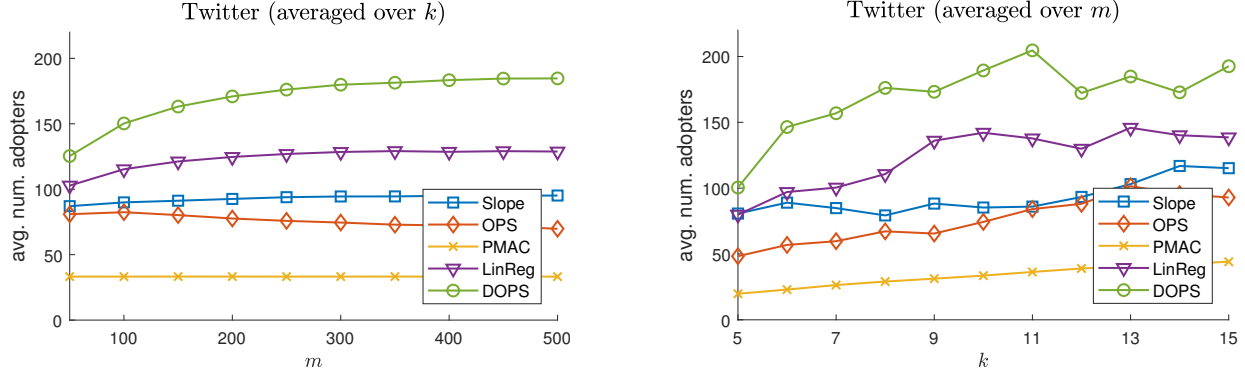 Twitter (averaged over k)
avg. num. adopters
200
150
100
50
0
100
200
300
400
500
m
Slope
OPS
PMAC
LinReg
DOPS
Twitter (averaged over m)
avg. num. adopters
200
150
100
50
0
5
7
9
11
13
15
k
Slope
OPS
PMAC
LinReg
DOPS